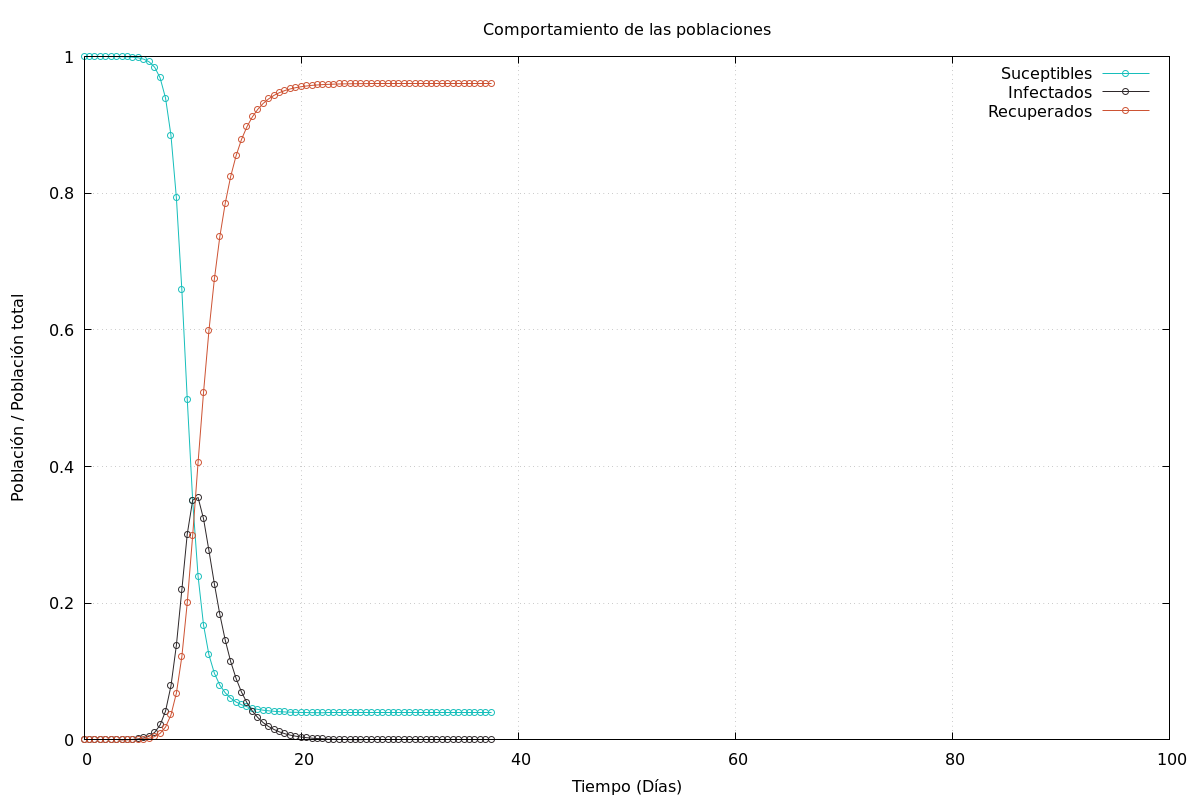 Comportamiento de las poblaciones
Suceptibles
Infectados
Recuperados
1
0.8
0.6
0.4
0.2
0
Población / Población total
0 20 40 60 80 100
Tiempo (Días)